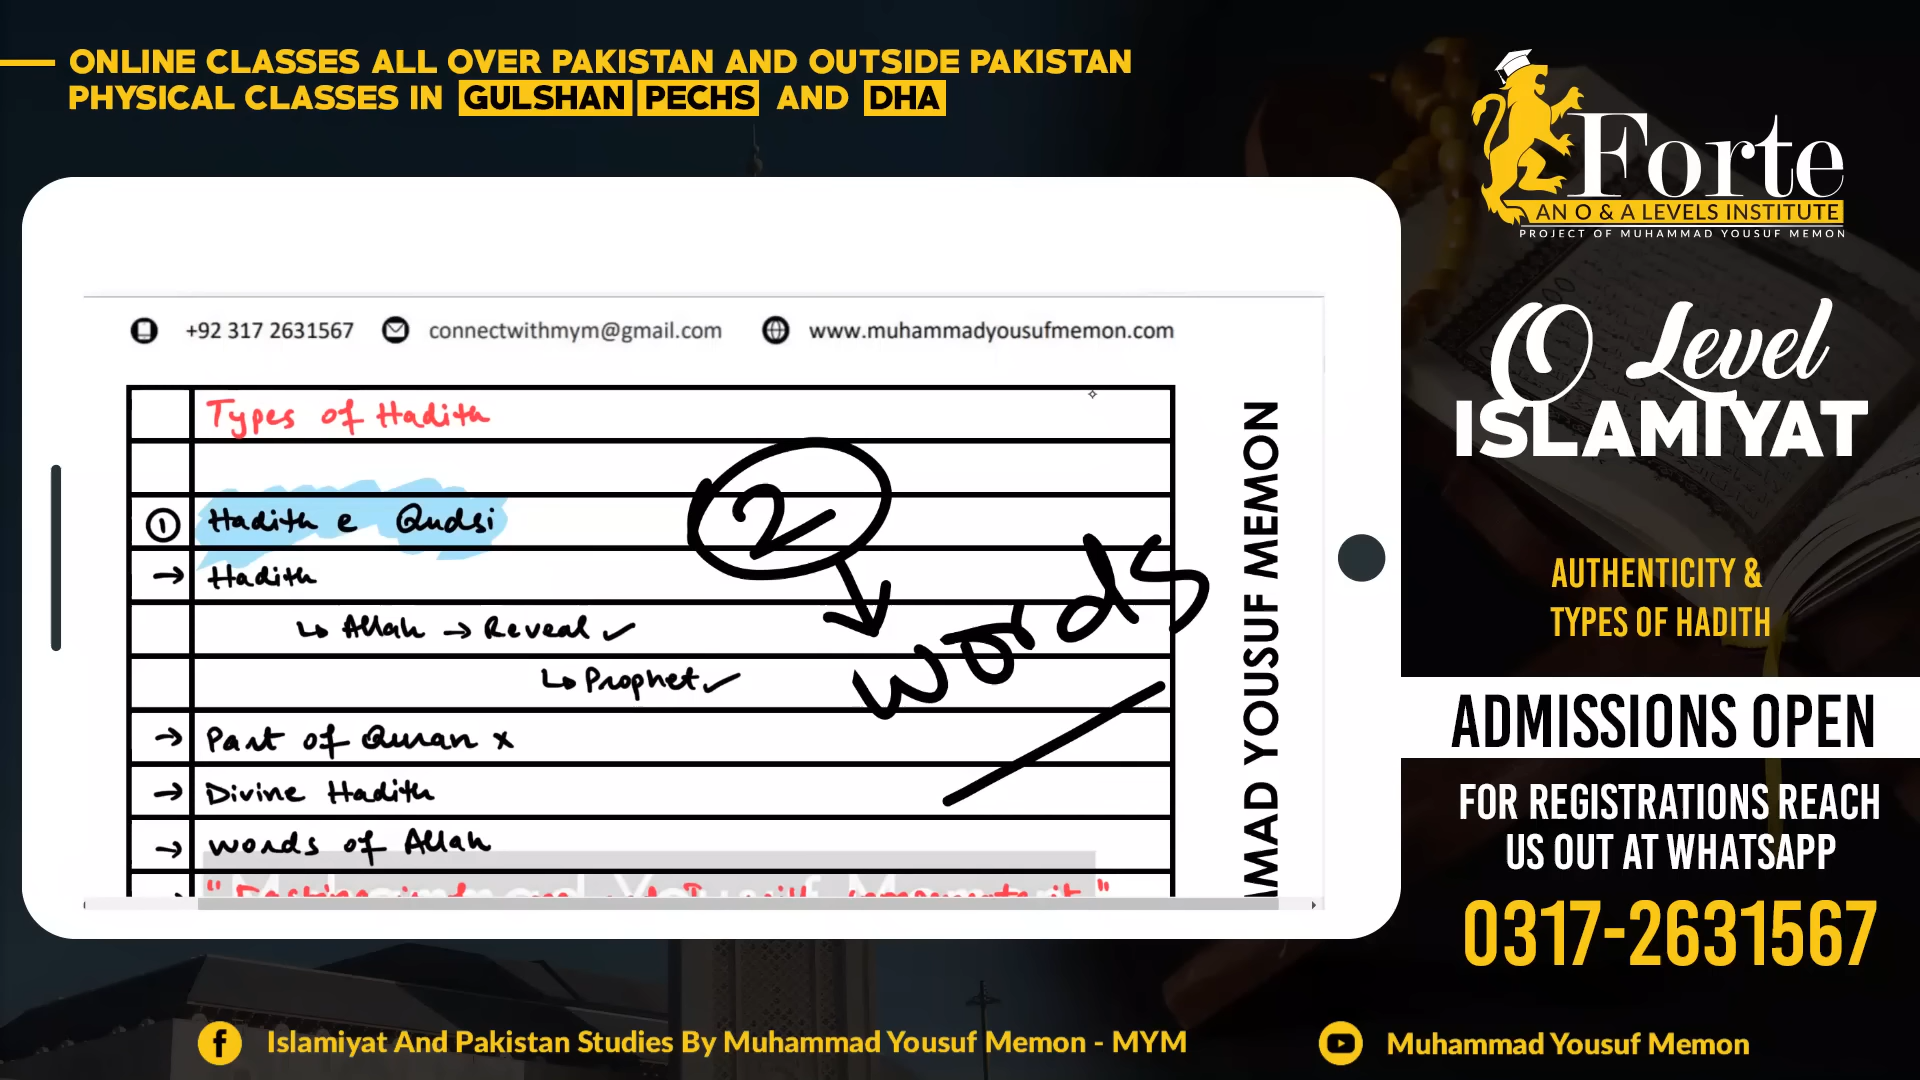 ONLINE CLASSES ALL OVER PAKISTAN AND OUTSIDE PAKISTAN
PHYSICAL CLASSES IN GULSHAN PECHS AND DHA
Forte
AN O & A LEVELS INSTITUTE
PROJECT OF MUHAMMAD YOUSUF MEMON
+92 317 2631567 connectwithmym@gmail.com www.muhammadyousufmemon.com
Types of Hadith
① Hadith e Qudsi
→ Hadith
↳ Allah → Reveal ✓
↳ Prophet ✓
→ Part of Quran x
→ Divine Hadith
→ words of Allah
2
words
MMAD YOUSUF MEMON
Muhammad Yousuf Memon
O Level
ISLAMIYAT
AUTHENTICITY &
TYPES OF HADITH
ADMISSIONS OPEN
FOR REGISTRATIONS REACH
US OUT AT WHATSAPP
0317-2631567
Islamiyat And Pakistan Studies By Muhammad Yousuf Memon - MYM
Muhammad Yousuf Memon